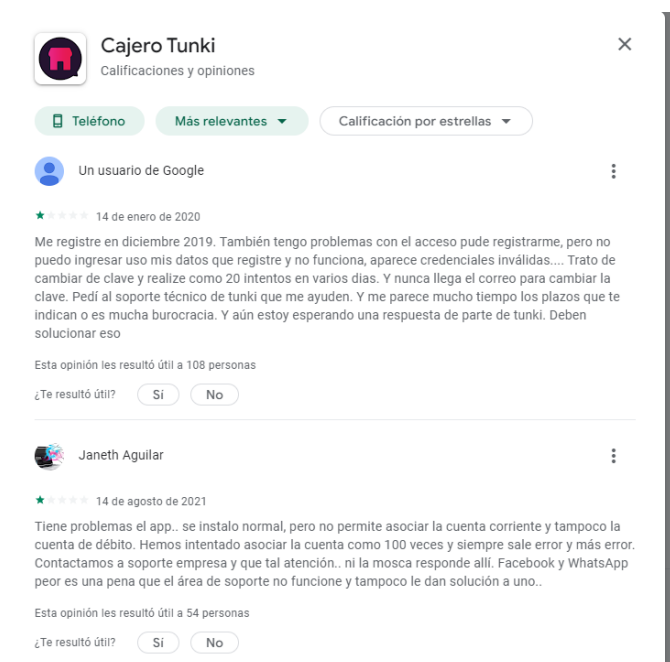 Cajero Tunki
Calificaciones y opiniones
Teléfono
Más relevantes
Calificación por estrellas
Un usuario de Google
14 de enero de 2020
Me registre en diciembre 2019. También tengo problemas con el acceso pude registrarme, pero no
puedo ingresar uso mis datos que registre y no funciona, aparece credenciales inválidas.... Trato de
cambiar de clave y realize como 20 intentos en varios dias. Y nunca llega el correo para cambiar la
clave. Pedí al soporte técnico de tunki que me ayuden. Y me parece mucho tiempo los plazos que te
indican o es mucha burocracia. Y aún estoy esperando una respuesta de parte de tunki. Deben
solucionar eso
Esta opinión les resultó útil a 108 personas
¿Te resultó útil?
Sí
No
Janeth Aguilar
14 de agosto de 2021
Tiene problemas el app.. se instalo normal, pero no permite asociar la cuenta corriente y tampoco la
cuenta de débito. Hemos intentado asociar la cuenta como 100 veces y siempre sale error y más error.
Contactamos a soporte empresa y que tal atención.. ni la mosca responde allí. Facebook y WhatsApp
peor es una pena que el área de soporte no funcione y tampoco le dan solución a uno..
Esta opinión les resultó útil a 54 personas
¿Te resultó útil?
Sí
No